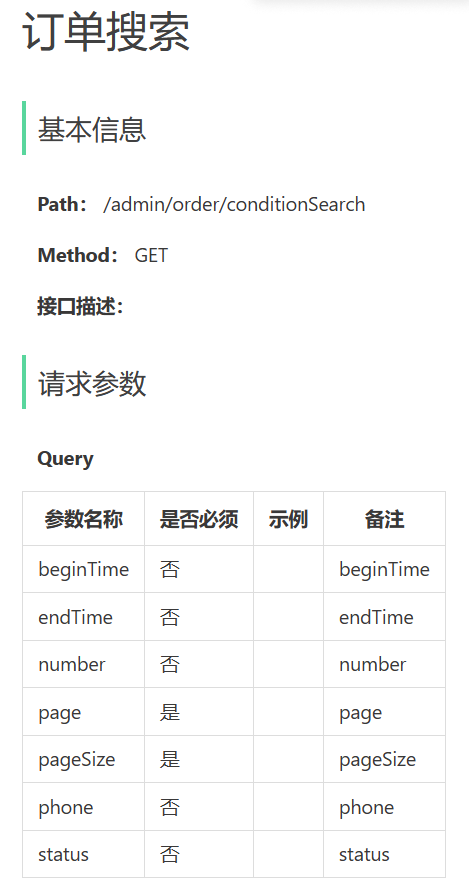 订单搜索
基本信息
Path： /admin/order/conditionSearch
Method： GET
接口描述：
请求参数
Query
参数名称 是否必须 示例 备注
beginTime 否 beginTime
endTime 否 endTime
number 否 number
page 是 page
pageSize 是 pageSize
phone 否 phone
status 否 status